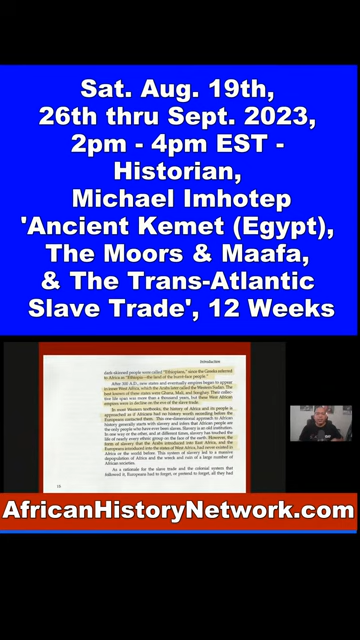 Sat. Aug. 19th,
26th thru Sept. 2023,
2pm - 4pm EST -
Historian,
Michael Imhotep
'Ancient Kemet (Egypt),
The Moors & Maafa,
& The Trans-Atlantic
Slave Trade', 12 Weeks
Introduction
dark-skinned people were called "Ethiopians," since the Greeks referred
to Africa as "Ethiopia—the land of the burnt-face people."
After 300 A.D., new states and eventually empires began to appear
in inner West Africa, which the Arabs later called the Western Sudan. The
best known of these states were Ghana, Mali, and Songhay. Their collec-
tive life span was more than a thousand years, but these West African
empires were in decline on the eve of the slave trade.
In most Western textbooks, the history of Africa and its people is
approached as if Africans had no history worth recording before the
Europeans contacted them. This one-dimensional approach to African
history generally starts with slavery and infers that African people are
the only people who have ever been slaves. Slavery is an old institution.
In one way or the other, and at different times, slavery has touched the
life of nearly every ethnic group on the face of the earth. However, the
form of slavery that the Arabs introduced into East Africa, and the
Europeans introduced into the states of West Africa, had never existed in
Africa or the world before. This system of slavery led to a massive
depopulation of Africa and the wreck and ruin of a large number of
African societies.
As a rationale for the slave trade and the colonial system that
followed it, Europeans had to forget, or pretend to forget, all they had
AfricanHistoryNetwork.com